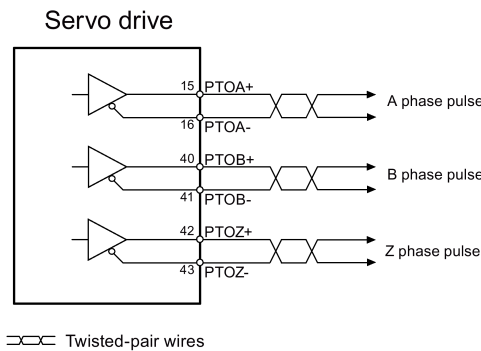 Servo drive
15 PTOA+
16 PTOA-
A phase pulse
40 PTOB+
41 PTOB-
B phase pulse
42 PTOZ+
43 PTOZ-
Z phase pulse
Twisted-pair wires